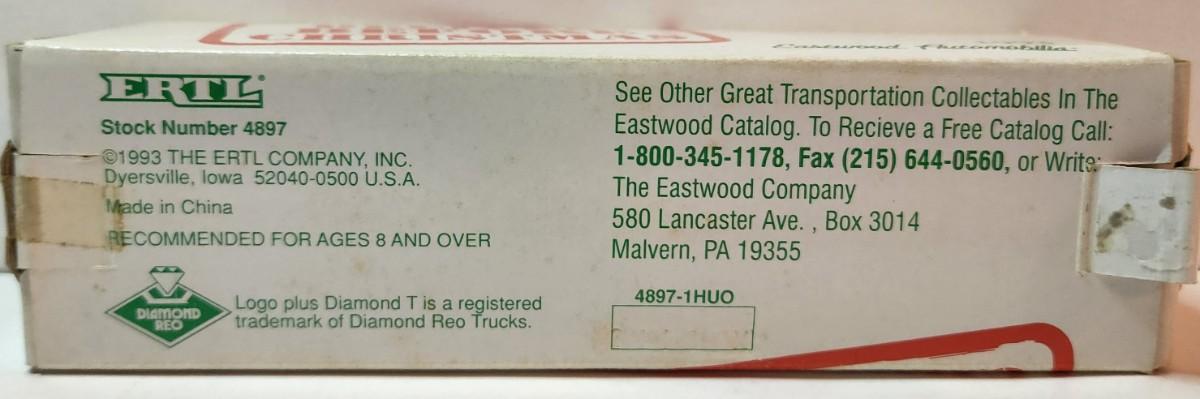 CHRISTMAS
Eastwood Automobilia
ERTL
Stock Number 4897
©1993 THE ERTL COMPANY, INC.
Dyersville, Iowa 52040-0500 U.S.A.
Made in China
RECOMMENDED FOR AGES 8 AND OVER
DIAMOND
REO
Logo plus Diamond T is a registered
trademark of Diamond Reo Trucks.
See Other Great Transportation Collectables In The
Eastwood Catalog. To Recieve a Free Catalog Call:
1-800-345-1178, Fax (215) 644-0560, or Write:
The Eastwood Company
580 Lancaster Ave. , Box 3014
Malvern, PA 19355
4897-1HUO